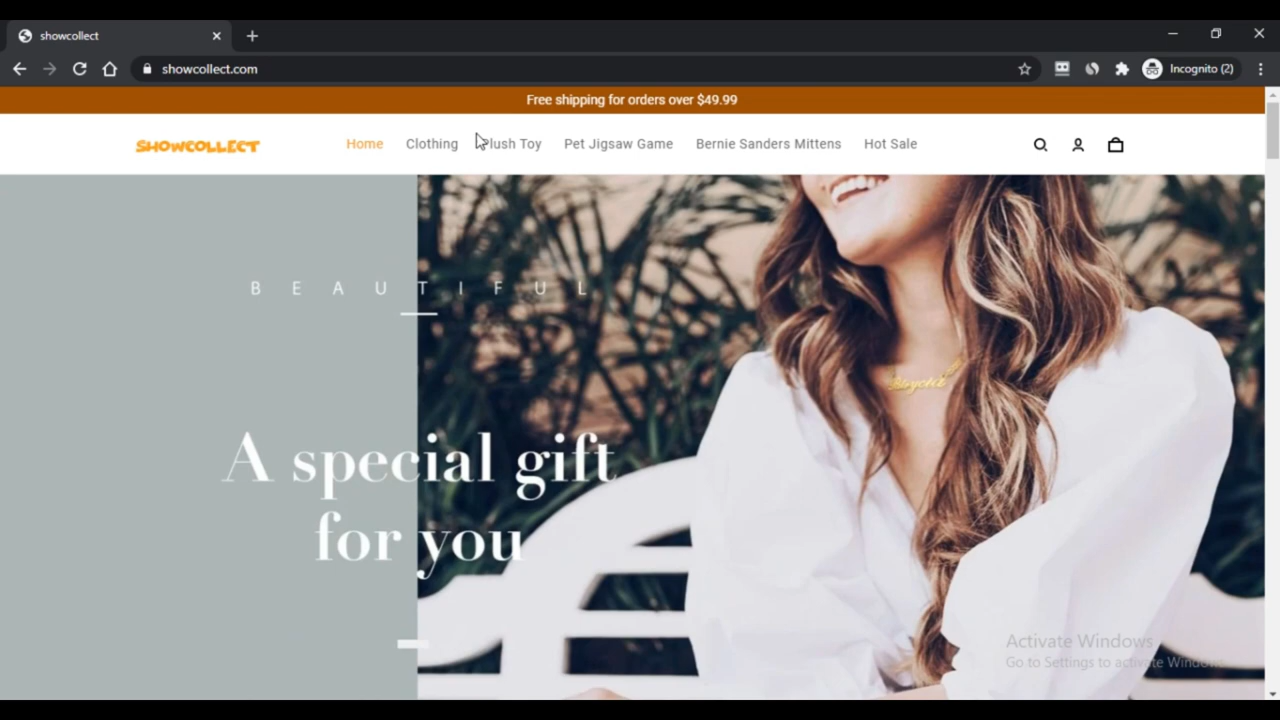 showcollect
showcollect.com
Incognito (2)
Free shipping for orders over $49.99
SHOWCOLLECT
Home Clothing Plush Toy Pet Jigsaw Game Bernie Sanders Mittens Hot Sale
BEAUTIFUL
A special gift
for you
Activate Windows
Go to Settings to activate Windows.